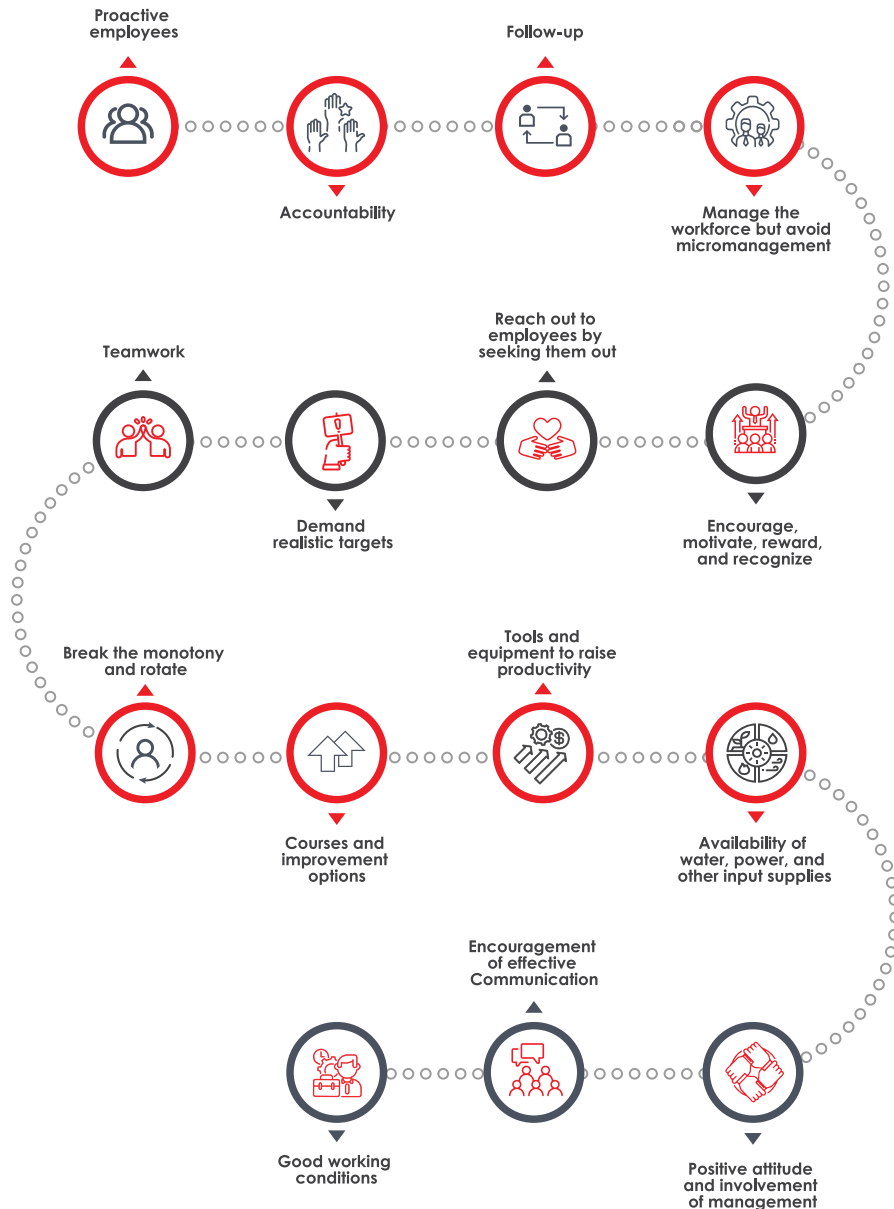 Proactive
employees
Follow-up
Accountability
Manage the
workforce but avoid
micromanagement
Reach out to
employees by
seeking them out
Teamwork
Demand
realistic targets
Encourage,
motivate, reward,
and recognize
Break the monotony
and rotate
Tools and
equipment to raise
productivity
Courses and
improvement
options
Availability of
water, power, and
other input supplies
Encouragement
of effective
Communication
Good working
conditions
Positive attitude
and involvement
of management